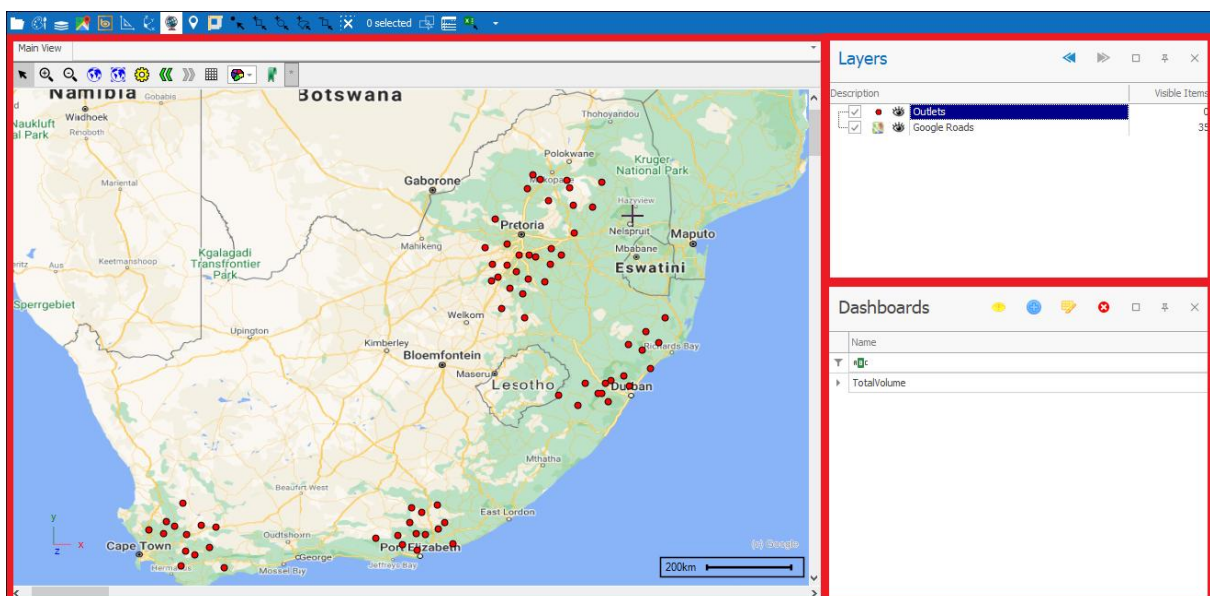 0 selected
Main View
Layers
Description
Visible Items
Outlets
0
Google Roads
35
Namibia
Gobabis
Botswana
Windhoek
Naukluft
al Park
Rehoboth
Thohoyandou
Polokwane
Kruger
National Park
Mariental
Gaborone
Hazyview
Pretoria
Nelspruit
Maputo
Mahikeng
Mbabane
Kgalagadi
Transfrontier
Park
Eswatini
Aus
Keetmanshoop
Sperrgebiet
Welkom
Upington
Kimberley
Richards Bay
Bloemfontein
Maseru
Lesotho
Durban
Mthatha
Beaufort West
East London
Oudtshoorn
Cape Town
Port Elizabeth
George
Jeffreys Bay
Mossel Bay
y
x
z
(c) Google
200km
Dashboards
Name
TotalVolume